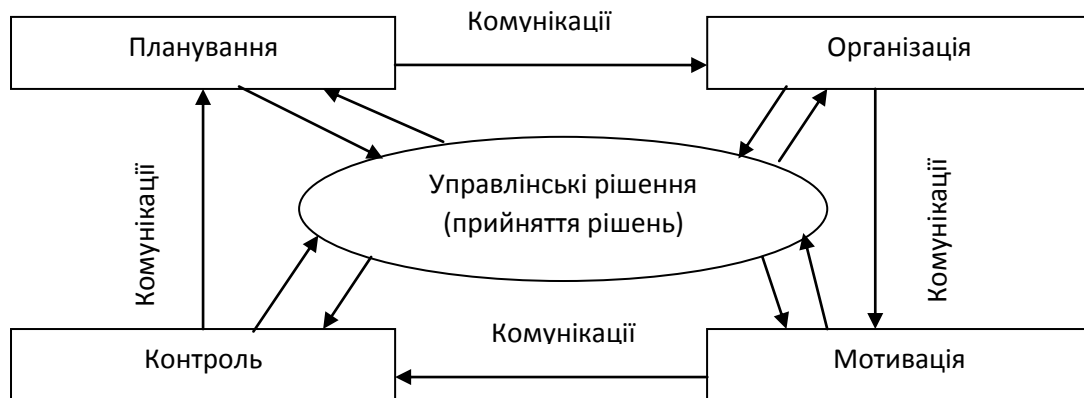 Комунікації
Планування
Організація
Управлінські рішення
(прийняття рішень)
Комунікації
Комунікації
Комунікації
Контроль
Мотивація